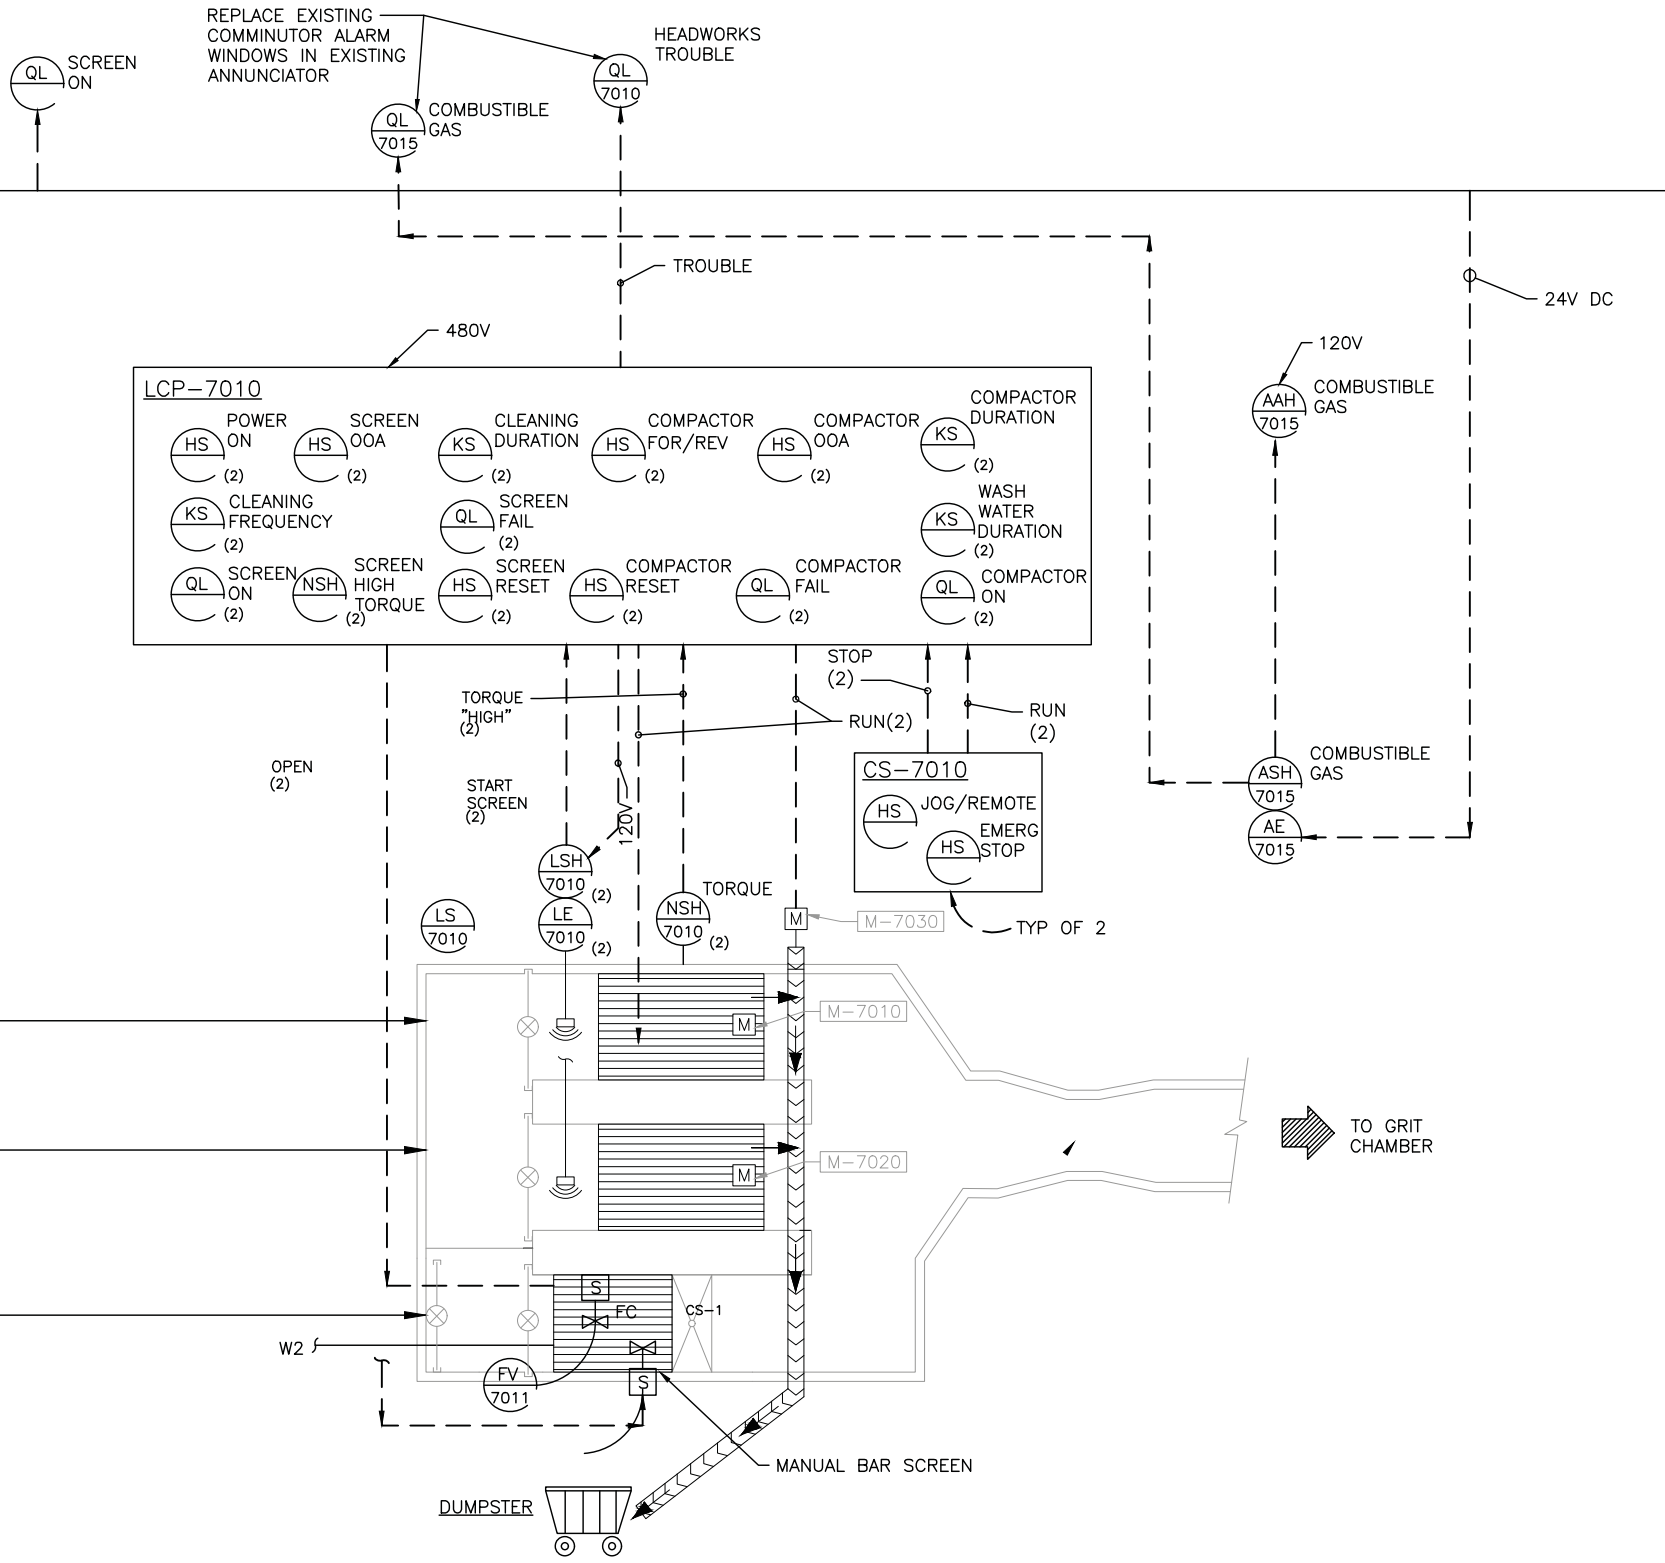 REPLACE EXISTING
COMMINUTOR ALARM
WINDOWS IN EXISTING
ANNUNCIATOR
QL
SCREEN
ON
HEADWORKS
TROUBLE
QL
7010
QL
7015
COMBUSTIBLE
GAS
TROUBLE
24V DC
480V
120V
AAH
7015
COMBUSTIBLE
GAS
LCP-7010
HS
POWER
ON
(2)
HS
SCREEN
OOA
(2)
KS
CLEANING
DURATION
(2)
HS
COMPACTOR
FOR/REV
(2)
HS
COMPACTOR
OOA
(2)
KS
COMPACTOR
DURATION
(2)
KS
CLEANING
FREQUENCY
(2)
QL
SCREEN
FAIL
(2)
KS
WASH
WATER
DURATION
(2)
QL
SCREEN
ON
(2)
NSH
SCREEN
HIGH
TORQUE
(2)
HS
SCREEN
RESET
(2)
HS
COMPACTOR
RESET
(2)
QL
COMPACTOR
FAIL
(2)
QL
COMPACTOR
ON
(2)
STOP
(2)
TORQUE
"HIGH"
(2)
RUN(2)
RUN
(2)
OPEN
(2)
START
SCREEN
(2)
120V
CS-7010
HS
JOG/REMOTE
HS
EMERG
STOP
TYP OF 2
ASH
7015
COMBUSTIBLE
GAS
AE
7015
LSH
7010
(2)
LE
7010
(2)
LS
7010
NSH
7010
(2)
TORQUE
M
M-7030
M
M-7010
M
M-7020
TO GRIT
CHAMBER
S
FC
CS-1
W2
FV
7011
S
MANUAL BAR SCREEN
DUMPSTER